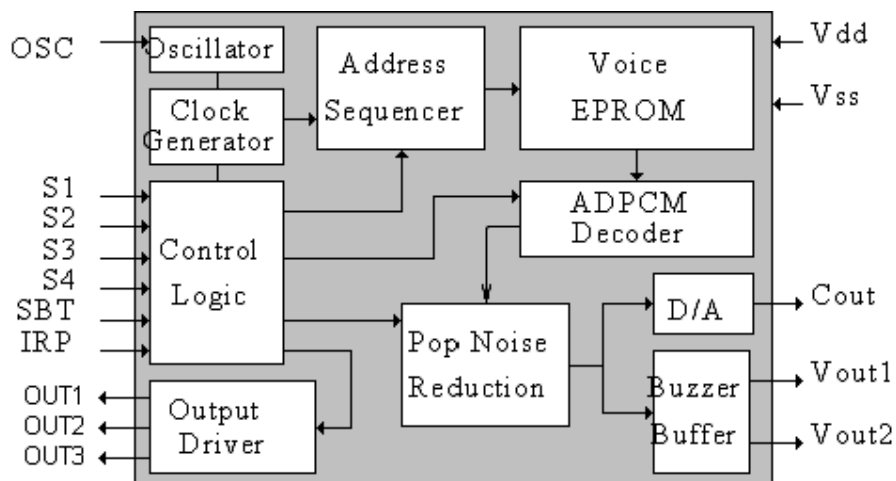 OSC
Oscillator
Clock
Generator
Address
Sequencer
Voice
EPROM
Vdd
Vss
S1
S2
S3
S4
SBT
IRP
Control
Logic
ADPCM
Decoder
Pop Noise
Reduction
D/A
Cout
Buzzer
Buffer
Vout1
Vout2
OUT1
OUT2
OUT3
Output
Driver